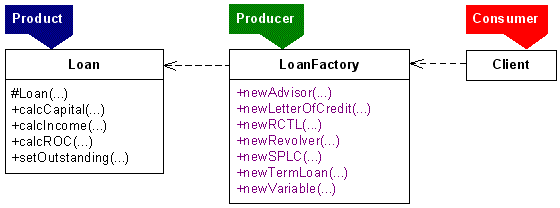 Product
Producer
Consumer
Loan
LoanFactory
Client
#Loan(...)
+calcCapital(...)
+calcIncome(...)
+calcROC(...)
+setOutstanding(...)
+newAdvisor(...)
+newLetterOfCredit(...)
+newRCTL(...)
+newRevolver(...)
+newSPLC(...)
+newTermLoan(...)
+newVariable(...)